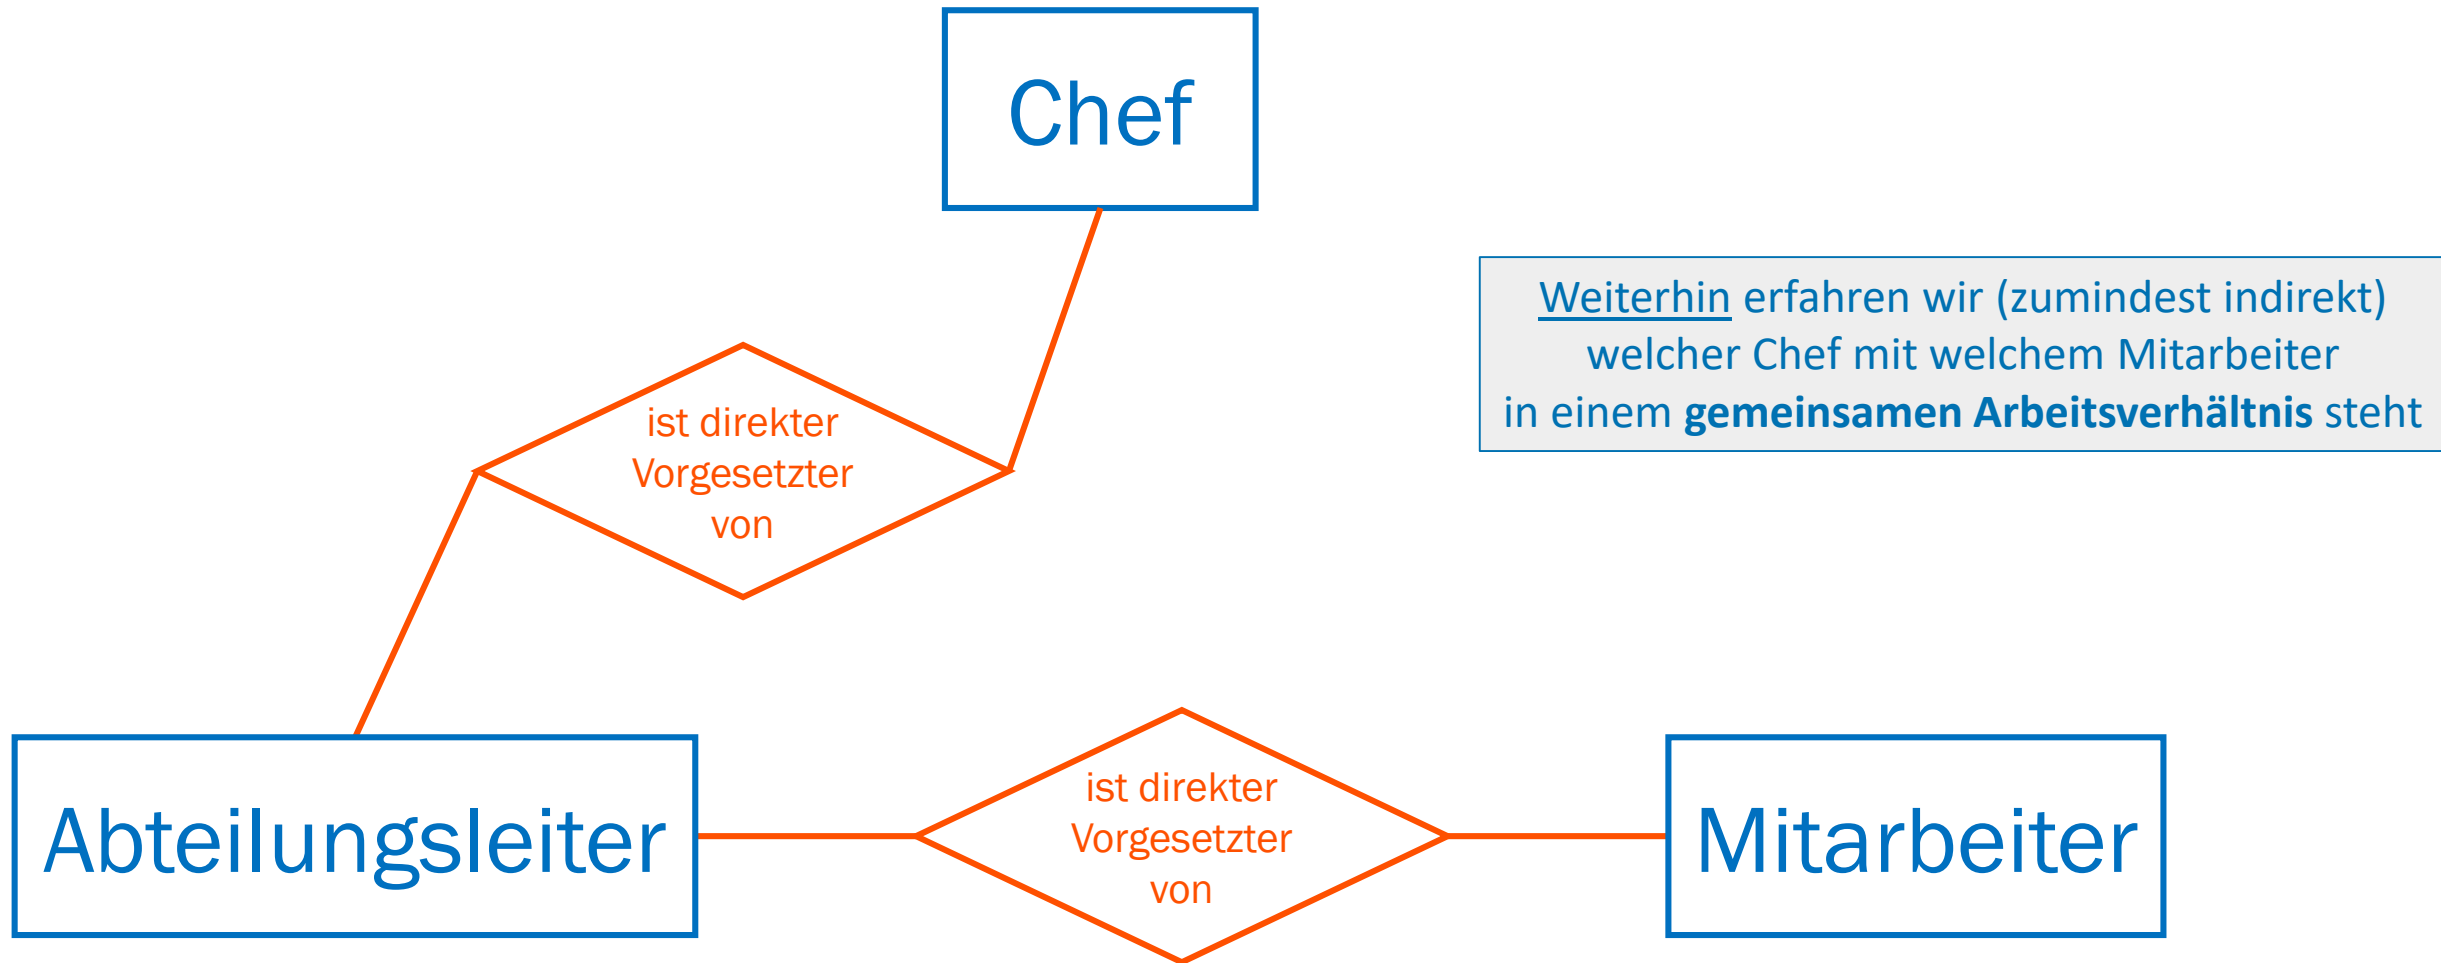 Chef
Weiterhin erfahren wir (zumindest indirekt)
welcher Chef mit welchem Mitarbeiter
in einem gemeinsamen Arbeitsverhältnis steht
ist direkter
Vorgesetzter
von
Abteilungsleiter
ist direkter
Vorgesetzter
von
Mitarbeiter